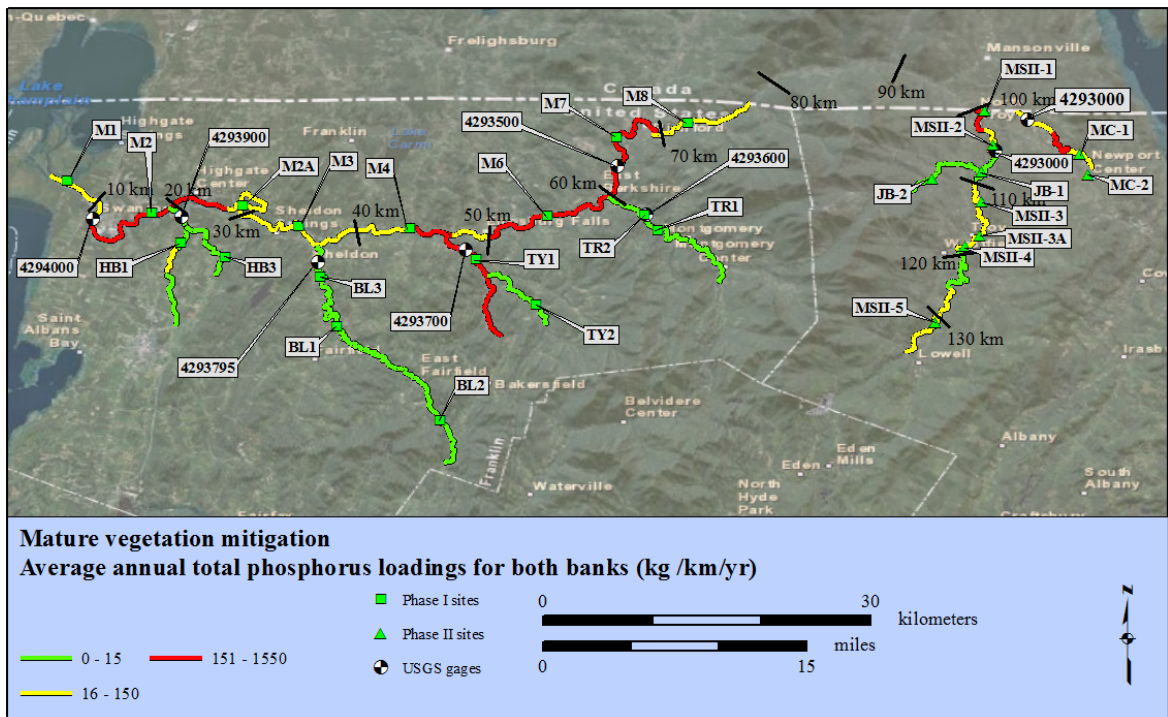 n-Quebec
Frelighsburg
Mansonville
MSII-1
Lake
Champlain
Canada
United States
90 km
80 km
100 km
4293000
M7
M8
M1
Highgate
Springs
4293900
Franklin
Lake
Carmi
4293500
70 km
MSII-2
MC-1
M2
Highgate
Center
M2A
M3
M4
M6
4293600
4293000
Newport
Center
MC-2
10 km
20 km
60 km
East
Berkshire
JB-2
JB-1
110 km
30 km
Sheldon
Springs
40 km
50 km
TR1
MSII-3
TR2
Montgomery
Montgomery
Center
MSII-3A
4294000
HB1
HB3
Sheldon
TY1
120 km
MSII-4
BL3
4293700
TY2
MSII-5
Saint
Albans
Bay
4293795
BL1
Fairfield
East
Fairfield
Bakersfield
130 km
Lowell
Irasb
BL2
Belvidere
Center
Franklin
Eden
Eden
Mills
Albany
Waterville
North
Hyde
Park
South
Albany
Fairfax
Craftsbury
Mature vegetation mitigation
Average annual total phosphorus loadings for both banks (kg /km/yr)
Phase I sites
0 30
kilometers
Phase II sites
miles
0 - 15 151 - 1550
USGS gages
0 15
16 - 150
N